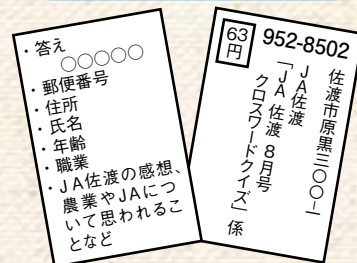 ・答え
○○○○○
・郵便番号
・住所
・氏名
・年齢
・職業
・JA佐渡の感想、
農業やJAにつ
いて思われるこ
となど
63
円
952-8502
佐渡市原黒三〇〇ー一
JA佐渡
「JA佐渡 8月号
クロスワードクイズ」係